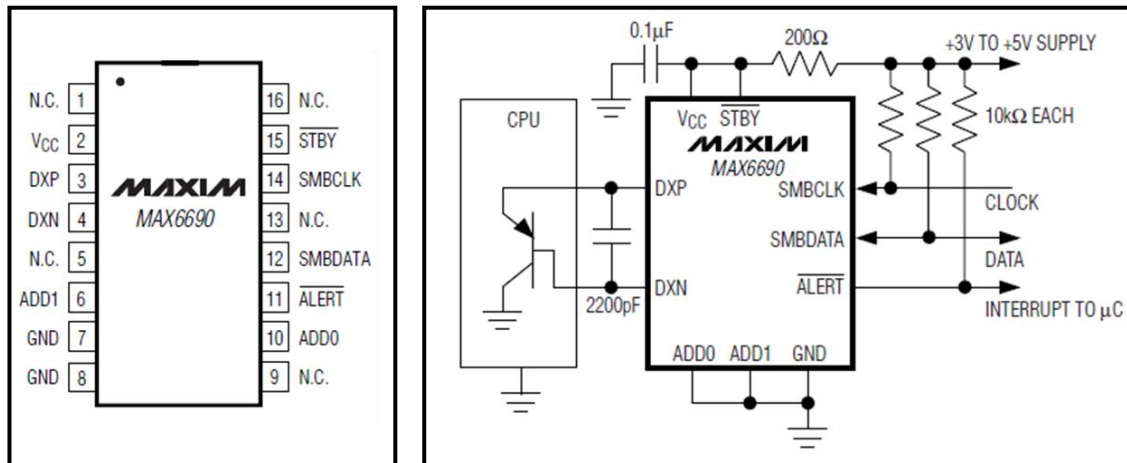 N.C. 1
16 N.C.
VCC 2
15 STBY
DXP 3
14 SMBCLK
MAXIM
MAX6690
DXN 4
13 N.C.
N.C. 5
12 SMBDATA
ADD1 6
11 ALERT
GND 7
10 ADD0
GND 8
9 N.C.
0.1µF
200Ω
+3V TO +5V SUPPLY
CPU
VCC STBY
10kΩ EACH
MAXIM
MAX6690
DXP
SMBCLK
CLOCK
SMBDATA
DATA
DXN
ALERT
2200pF
INTERRUPT TO µC
ADD0 ADD1 GND